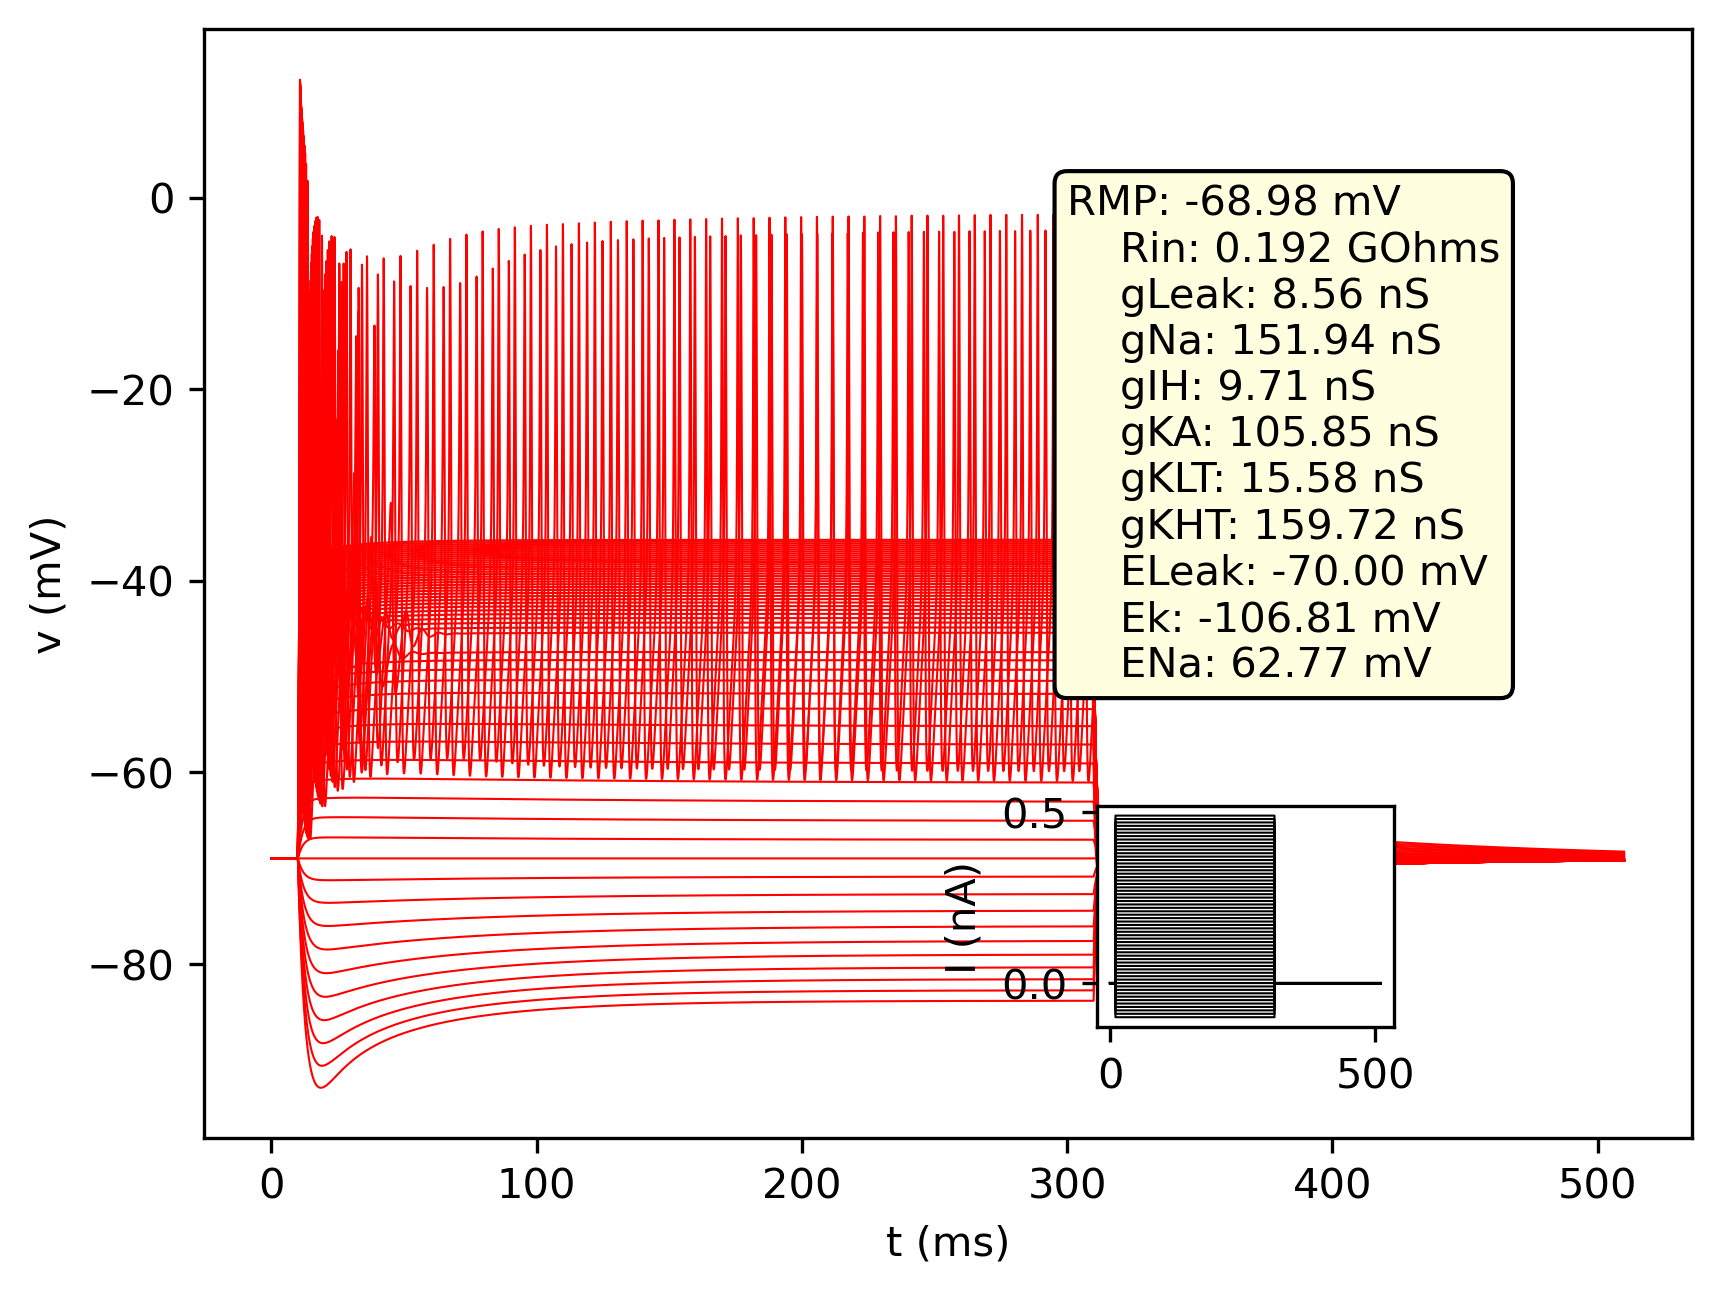 v (mV)
0
−20
−40
−60
−80
RMP: -68.98 mV
Rin: 0.192 GOhms
gLeak: 8.56 nS
gNa: 151.94 nS
gIH: 9.71 nS
gKA: 105.85 nS
gKLT: 15.58 nS
gKHT: 159.72 nS
ELeak: -70.00 mV
Ek: -106.81 mV
ENa: 62.77 mV
I (nA)
0.5
0.0
0 500
0 100 200 300 400 500
t (ms)